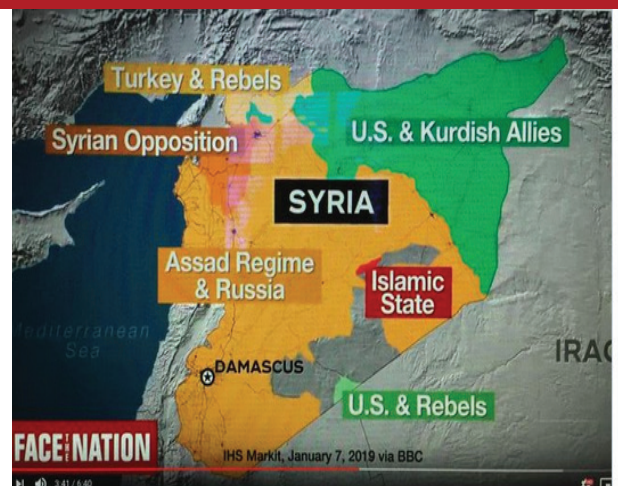 Turkey & Rebels
Syrian Opposition
U.S. & Kurdish Allies
SYRIA
Assad Regime
& Russia
Islamic
State
Mediterranean
Sea
IRAQ
DAMASCUS
U.S. & Rebels
FACE THE NATION
IHS Markit, January 7, 2019 via BBC
3:41 / 6:40